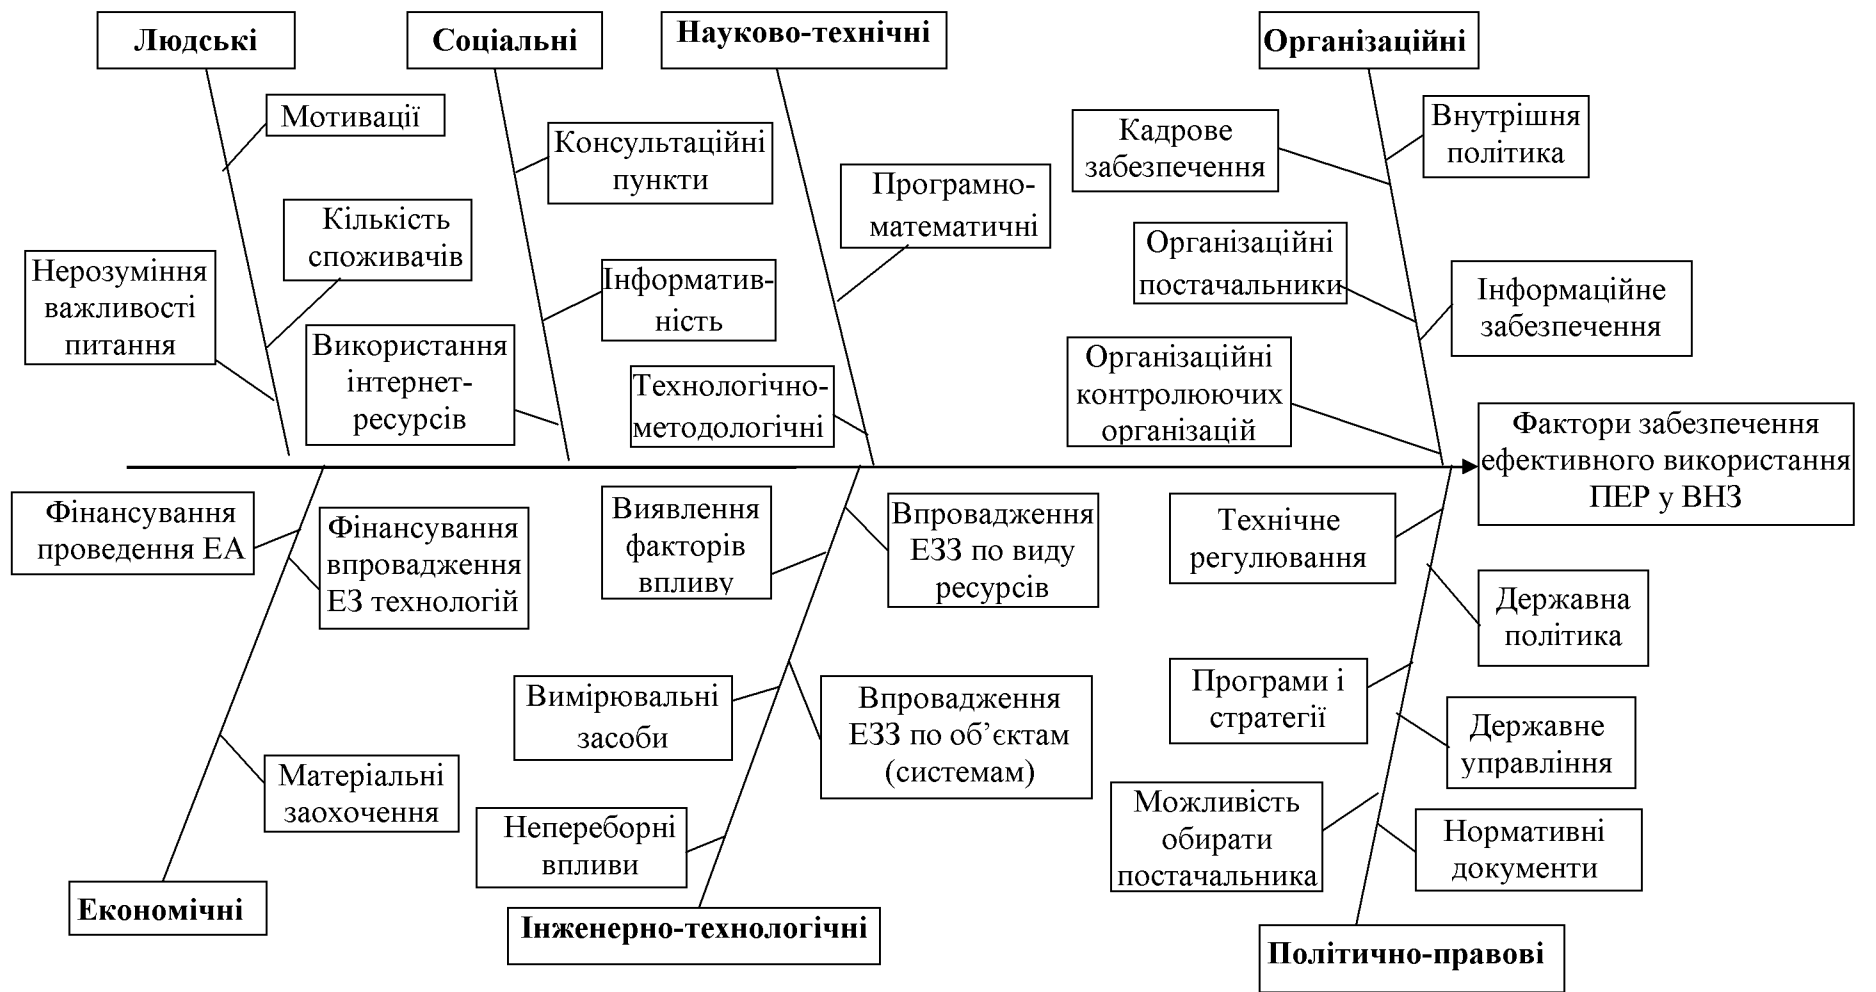 Людські
Соціальні
Науково-технічні
Організаційні
Мотивації
Кількість
споживачів
Нерозуміння
важливості
питання
Консультаційні
пункти
Інформатив-
ність
Використання
інтернет-
ресурсів
Програмно-
математичні
Технологічно-
методологічні
Кадрове
забезпечення
Внутрішня
політика
Організаційні
постачальники
Інформаційне
забезпечення
Організаційні
контролюючих
організацій
Фактори забезпечення
ефективного використання
ПЕР у ВНЗ
Фінансування
проведення ЕА
Фінансування
впровадження
ЕЗ технологій
Матеріальні
заохочення
Економічні
Виявлення
факторів
впливу
Впровадження
ЕЗЗ по виду
ресурсів
Вимірювальні
засоби
Впровадження
ЕЗЗ по об’єктам
(системам)
Непереборні
впливи
Інженерно-технологічні
Технічне
регулювання
Державна
політика
Програми і
стратегії
Державне
управління
Можливість
обирати
постачальника
Нормативні
документи
Політично-правові